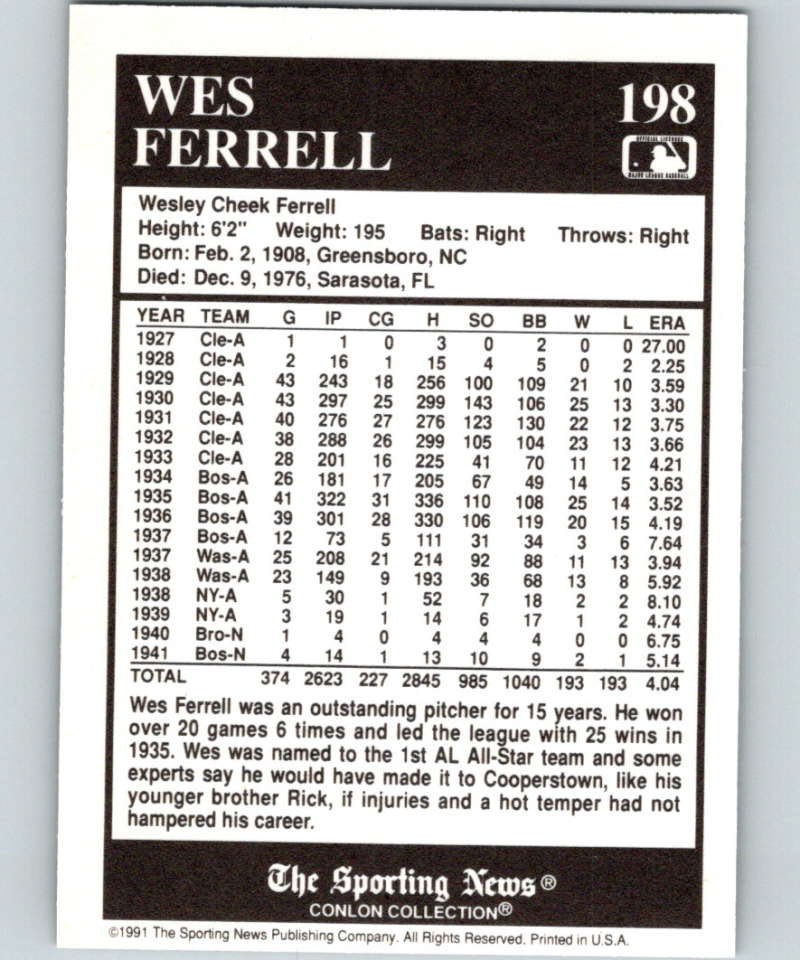 WES
FERRELL
198
OFFICIAL LICENSEE
MAJOR LEAGUE BASEBALL
Wesley Cheek Ferrell
Height: 6'2" Weight: 195 Bats: Right Throws: Right
Born: Feb. 2, 1908, Greensboro, NC
Died: Dec. 9, 1976, Sarasota, FL
YEAR TEAM G IP CG H SO BB W L ERA
1927 Cle-A 1 1 0 3 0 2 0 0 27.00
1928 Cle-A 2 16 1 15 4 5 0 2 2.25
1929 Cle-A 43 243 18 256 100 109 21 10 3.59
1930 Cle-A 43 297 25 299 143 106 25 13 3.30
1931 Cle-A 40 276 27 276 123 130 22 12 3.75
1932 Cle-A 38 288 26 299 105 104 23 13 3.66
1933 Cle-A 28 201 16 225 41 70 11 12 4.21
1934 Bos-A 26 181 17 205 67 49 14 5 3.63
1935 Bos-A 41 322 31 336 110 108 25 14 3.52
1936 Bos-A 39 301 28 330 106 119 20 15 4.19
1937 Bos-A 12 73 5 111 31 34 3 6 7.64
1937 Was-A 25 208 21 214 92 88 11 13 3.94
1938 Was-A 23 149 9 193 36 68 13 8 5.92
1938 NY-A 5 30 1 52 7 18 2 2 8.10
1939 NY-A 3 19 1 14 6 17 1 2 4.74
1940 Bro-N 1 4 0 4 4 4 0 0 6.75
1941 Bos-N 4 14 1 13 10 9 2 1 5.14
TOTAL 374 2623 227 2845 985 1040 193 193 4.04
Wes Ferrell was an outstanding pitcher for 15 years. He won
over 20 games 6 times and led the league with 25 wins in
1935. Wes was named to the 1st AL All-Star team and some
experts say he would have made it to Cooperstown, like his
younger brother Rick, if injuries and a hot temper had not
hampered his career.
The Sporting News®
CONLON COLLECTION®
©1991 The Sporting News Publishing Company. All Rights Reserved. Printed in U.S.A.